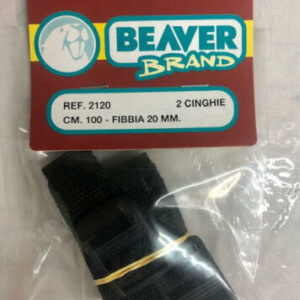 BEAVER
BRAND
REF. 2120 2 CINGHIE
CM. 100 - FIBBIA 20 MM.